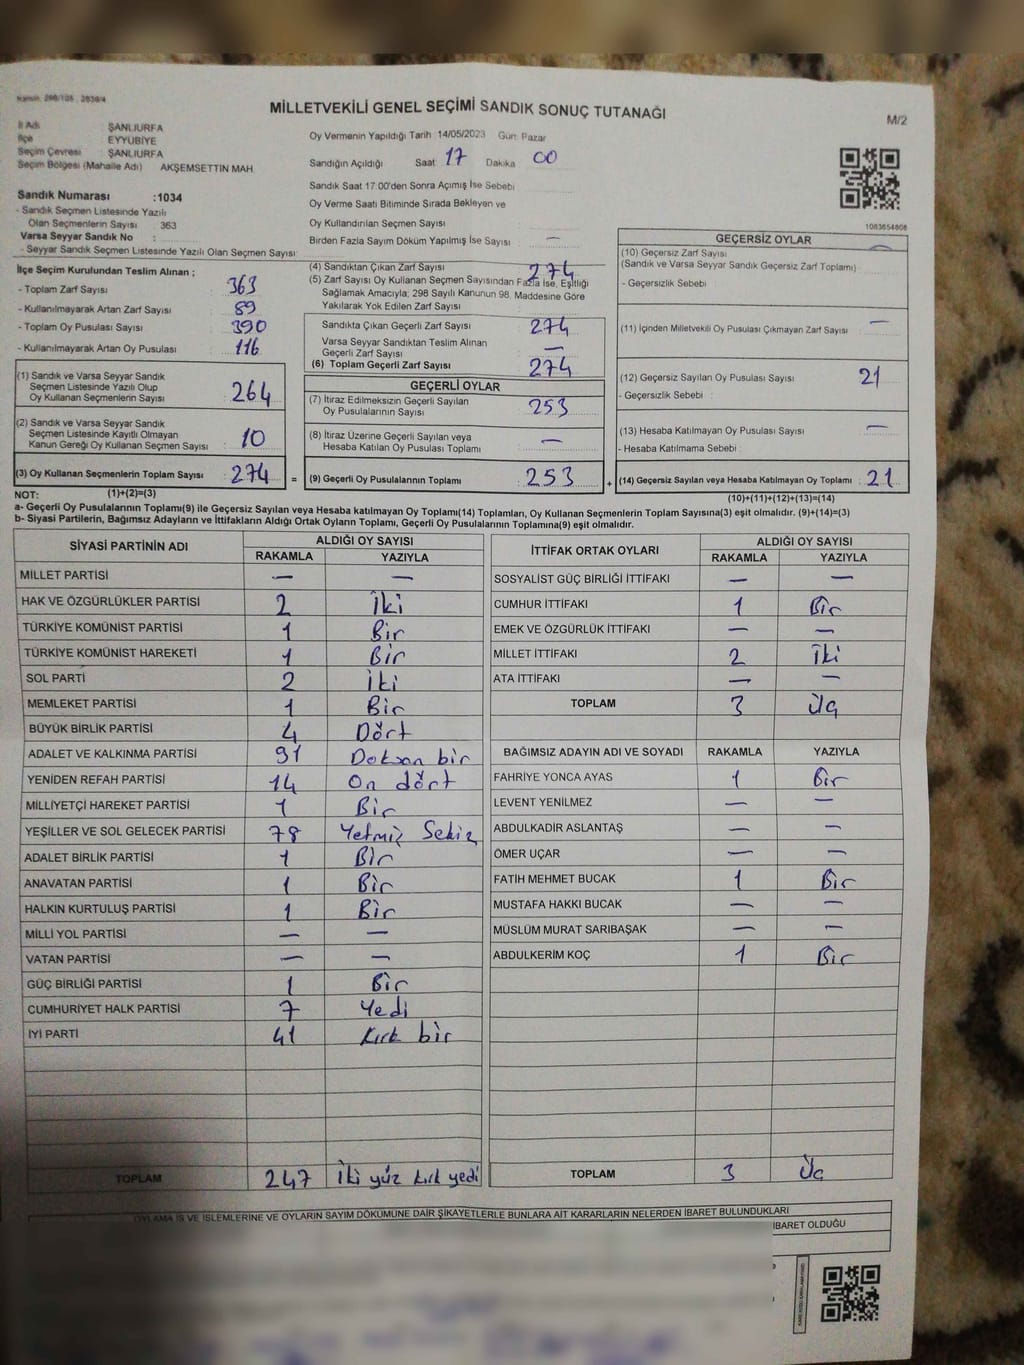 MİLLETVEKİLİ GENEL SEÇİMİ SANDIK SONUÇ TUTANAĞI
M/2
İl Adı ŞANLIURFA
İlçe EYYÜBİYE
Seçim Çevresi : ŞANLIURFA
Seçim Bölgesi (Mahalle Adı) AKŞEMSETTİN MAH.
Sandık Numarası :1034
- Sandık Seçmen Listesinde Yazılı
Olan Seçmenlerin Sayısı : 363
Varsa Seyyar Sandık No :
- Seyyar Sandık Seçmen Listesinde Yazılı Olan Seçmen Sayısı:
Oy Vermenin Yapıldığı Tarih 14/05/2023 Gün Pazar
Sandığın Açıldığı Saat 17 Dakika 00
Sandık Saat 17:00'den Sonra Açımış İse Sebebi
Oy Verme Saati Bitiminde Sırada Bekleyen ve
Oy Kullandırılan Seçmen Sayısı
Birden Fazla Sayım Döküm Yapılmış İse Sayısı —
1083654808
İlçe Seçim Kurulundan Teslim Alınan ;
- Toplam Zarf Sayısı : 363
- Kullanılmayarak Artan Zarf Sayısı : 89
- Toplam Oy Pusulası Sayısı : 390
- Kullanılmayarak Artan Oy Pusulası : 116
(1) Sandık ve Varsa Seyyar Sandık
Seçmen Listesinde Yazılı Olup
Oy Kullanan Seçmenlerin Sayısı : 264
(2) Sandık ve Varsa Seyyar Sandık
Seçmen Listesinde Kayıtlı Olmayan
Kanun Gereği Oy Kullanan Seçmen Sayısı : 10
(3) Oy Kullanan Seçmenlerin Toplam Sayısı : 274 =
(1)+(2)=(3)
(4) Sandıktan Çıkan Zarf Sayısı : 274
(5) Zarf Sayısı Oy Kullanan Seçmen Sayısından Fazla İse, Eşitliği
Sağlamak Amacıyla, 298 Sayılı Kanunun 98. Maddesine Göre
Yakılarak Yok Edilen Zarf Sayısı :
Sandıkta Çıkan Geçerli Zarf Sayısı : 274
Varsa Seyyar Sandıktan Teslim Alınan
Geçerli Zarf Sayısı : —
(6) Toplam Geçerli Zarf Sayısı : 274
GEÇERLİ OYLAR
(7) İtiraz Edilmeksizin Geçerli Sayılan
Oy Pusulalarının Sayısı : 253
(8) İtiraz Üzerine Geçerli Sayılan veya
Hesaba Katılan Oy Pusulası Toplamı : —
(9) Geçerli Oy Pusulalarının Toplamı : 253 +
GEÇERSİZ OYLAR
(10) Geçersiz Zarf Sayısı —
(Sandık ve Varsa Seyyar Sandık Geçersiz Zarf Toplamı) :
- Geçersizlik Sebebi :
(11) İçinden Milletvekili Oy Pusulası Çıkmayan Zarf Sayısı : —
(12) Geçersiz Sayılan Oy Pusulası Sayısı : 21
- Geçersizlik Sebebi :
(13) Hesaba Katılmayan Oy Pusulası Sayısı : —
- Hesaba Katılmama Sebebi :
(14) Geçersiz Sayılan veya Hesaba Katılmayan Oy Toplamı : 21
(10)+(11)+(12)+(13)=(14)
NOT:
a- Geçerli Oy Pusulalarının Toplamı(9) ile Geçersiz Sayılan veya Hesaba Katılmayan Oy Toplamı(14) Toplamları, Oy Kullanan Seçmenlerin Toplam Sayısına(3) eşit olmalıdır. (9)+(14)=(3)
b- Siyasi Partilerin, Bağımsız Adayların ve İttifakların Aldığı Ortak Oyların Toplamı, Geçerli Oy Pusulalarının Toplamına(9) eşit olmalıdır.
SİYASİ PARTİNİN ADI ALDIĞI OY SAYISI
RAKAMLA YAZIYLA
MİLLET PARTİSİ — —
HAK VE ÖZGÜRLÜKLER PARTİSİ 2 İki
TÜRKİYE KOMÜNİST PARTİSİ 1 Bir
TÜRKİYE KOMÜNİST HAREKETİ 1 Bir
SOL PARTİ 2 İki
MEMLEKET PARTİSİ 1 Bir
BÜYÜK BİRLİK PARTİSİ 4 Dört
ADALET VE KALKINMA PARTİSİ 91 Doksan bir
YENİDEN REFAH PARTİSİ 14 On dört
MİLLİYETÇİ HAREKET PARTİSİ 1 Bir
YEŞİLLER VE SOL GELECEK PARTİSİ 78 Yetmiş Sekiz
ADALET BİRLİK PARTİSİ 1 Bir
ANAVATAN PARTİSİ 1 Bir
HALKIN KURTULUŞ PARTİSİ 1 Bir
MİLLİ YOL PARTİSİ — —
VATAN PARTİSİ — —
GÜÇ BİRLİĞİ PARTİSİ 1 Bir
CUMHURİYET HALK PARTİSİ 7 Yedi
İYİ PARTİ 41 Kırk bir
TOPLAM 247 İki yüz kırk yedi
İTTİFAK ORTAK OYLARI ALDIĞI OY SAYISI
RAKAMLA YAZIYLA
SOSYALİST GÜÇ BİRLİĞİ İTTİFAKI — —
CUMHUR İTTİFAKI 1 Bir
EMEK VE ÖZGÜRLÜK İTTİFAKI — —
MİLLET İTTİFAKI 2 İki
ATA İTTİFAKI — —
TOPLAM 3 Üç
BAĞIMSIZ ADAYIN ADI VE SOYADI RAKAMLA YAZIYLA
FAHRİYE YONCA AYAS 1 Bir
LEVENT YENİLMEZ — —
ABDULKADİR ASLANTAŞ — —
ÖMER UÇAR — —
FATİH MEHMET BUCAK 1 Bir
MUSTAFA HAKKI BUCAK — —
MÜSLÜM MURAT SARIBAŞAK — —
ABDULKERİM KOÇ 1 Bir
TOPLAM 3 Üç
OYLAMA İŞ VE İŞLEMLERİNE VE OYLARIN SAYIM DÖKÜMÜNE DAİR ŞİKAYETLERLE BUNLARA AİT KARARLARIN NELERDEN İBARET BULUNDUKLARI
İBARET OLDUĞU